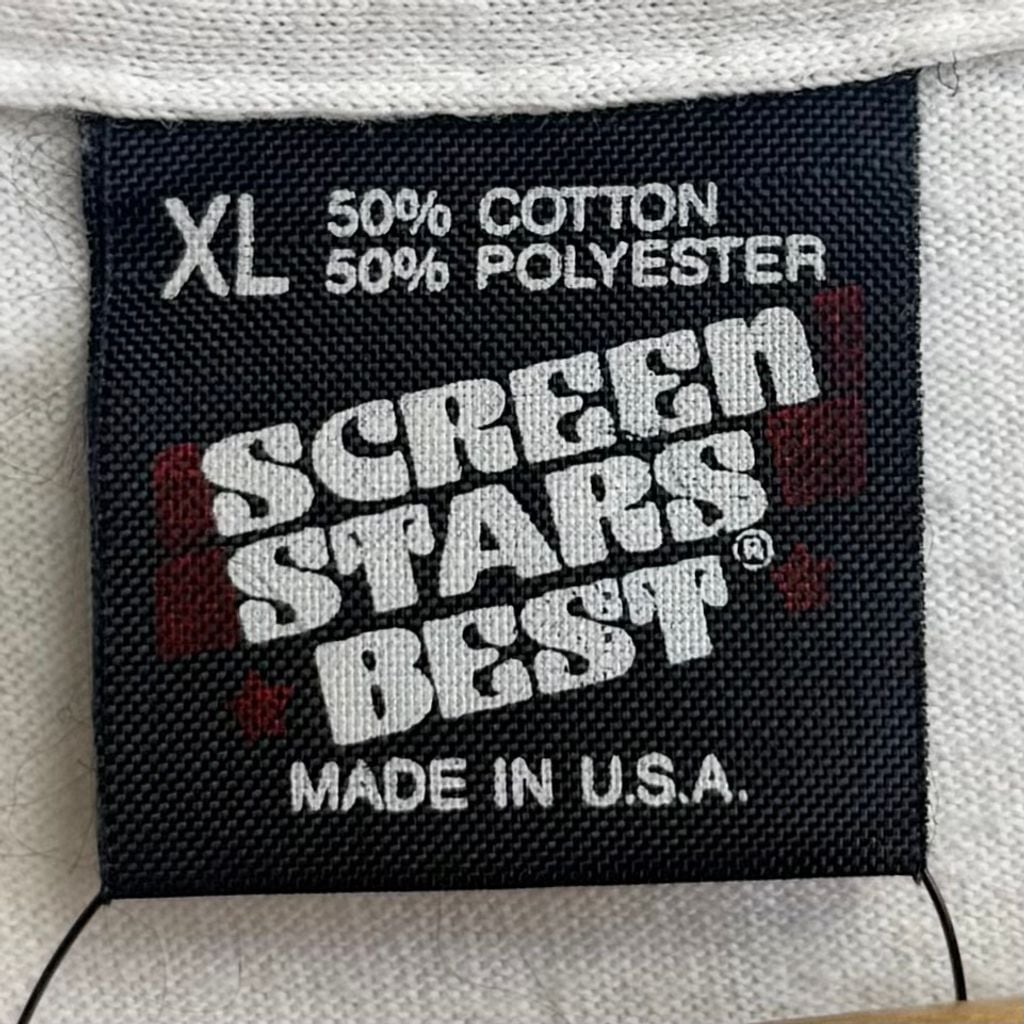 XL 50% COTTON
50% POLYESTER
SCREEN
STARS
BEST®
MADE IN U.S.A.